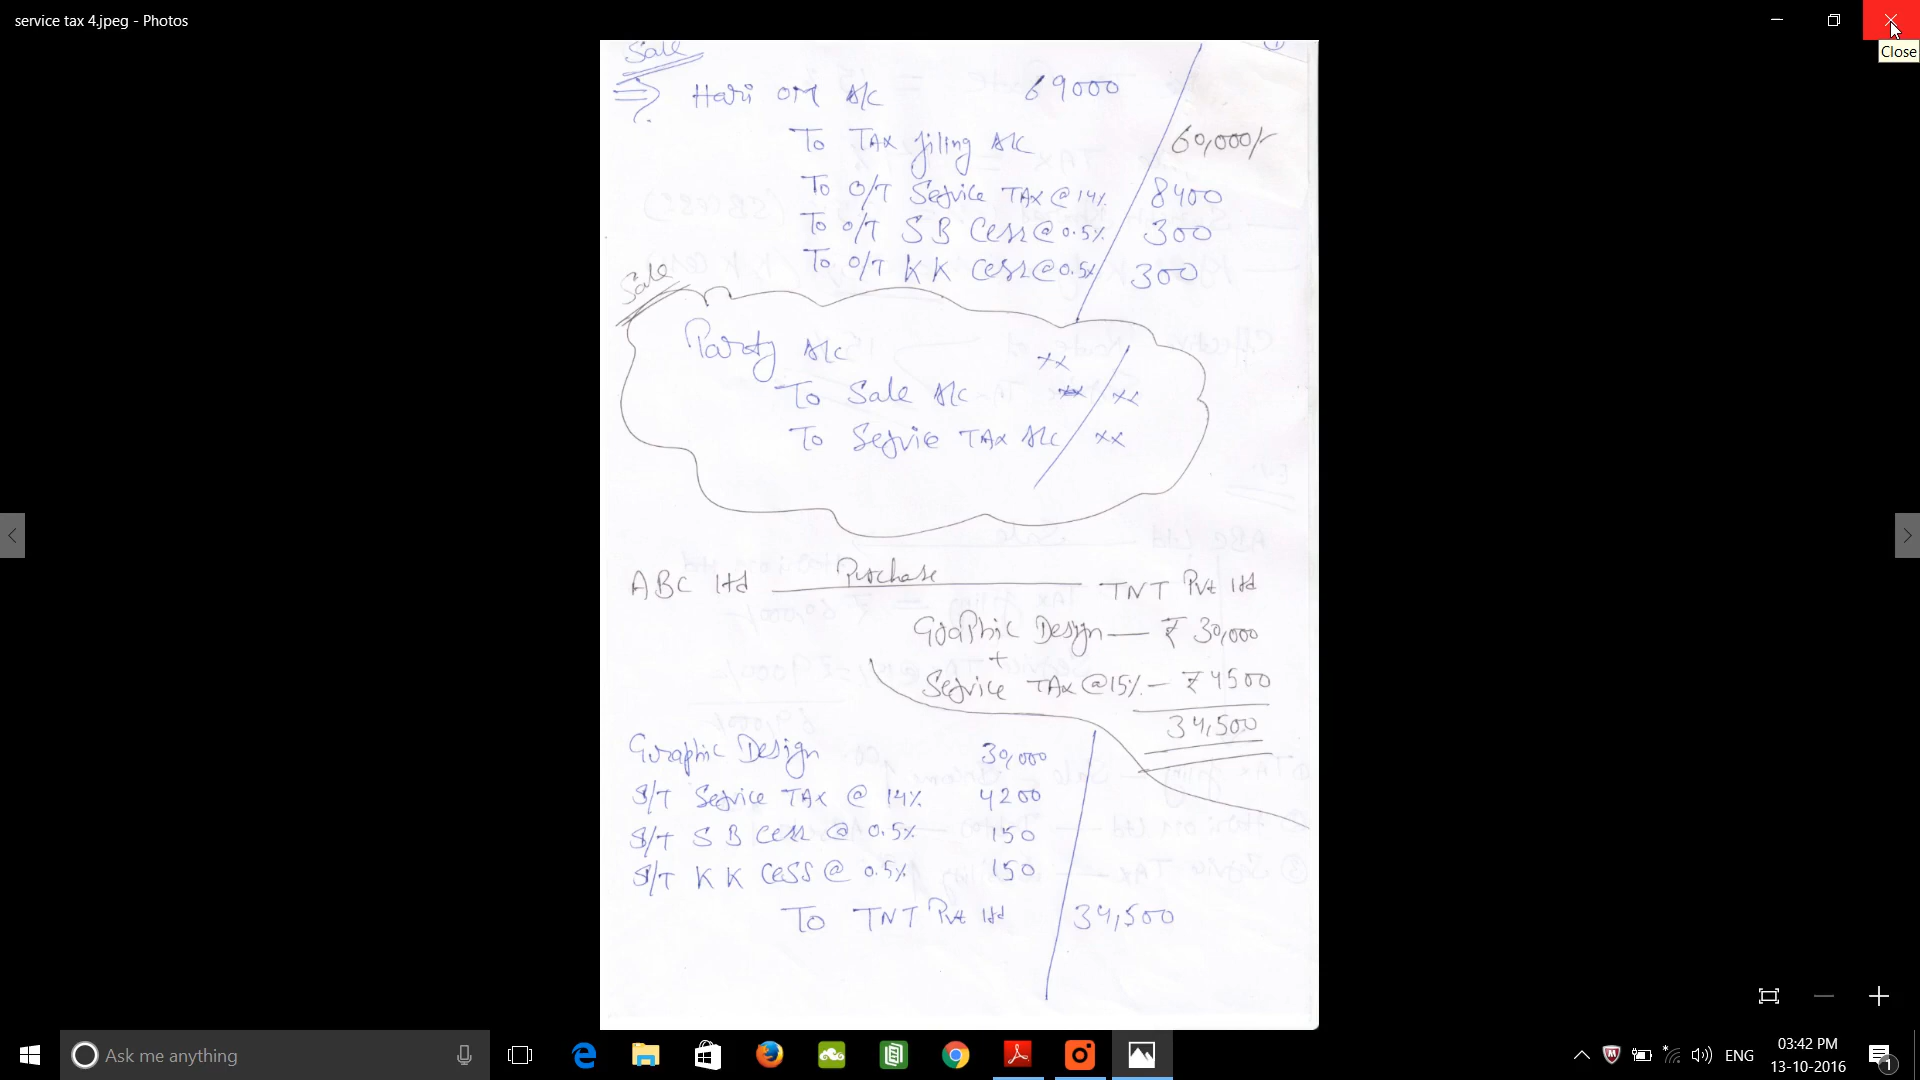 service tax 4.jpeg - Photos
Close
Sale
⇒ Hari OM A/c 69000
To TAX filing A/c 60,000/-
To O/T Service TAX @ 14% 8400
To O/T S B Cess @ 0.5% 300
To O/T K K Cess @ 0.5% 300
Sale
Party A/c xx
To Sale A/c xx
To Service TAX A/c xx
ABC ltd Purchase TNT Pvt ltd
Graphic Design — ₹ 30,000
+
Service TAX @ 15% — ₹ 4500
34,500
Graphic Design 30,000
S/T Service TAX @ 14% 4200
S/T S B Cess @ 0.5% 150
S/T K K Cess @ 0.5% 150
To TNT Pvt ltd 34,500
Ask me anything
ENG
03:42 PM
13-10-2016
1